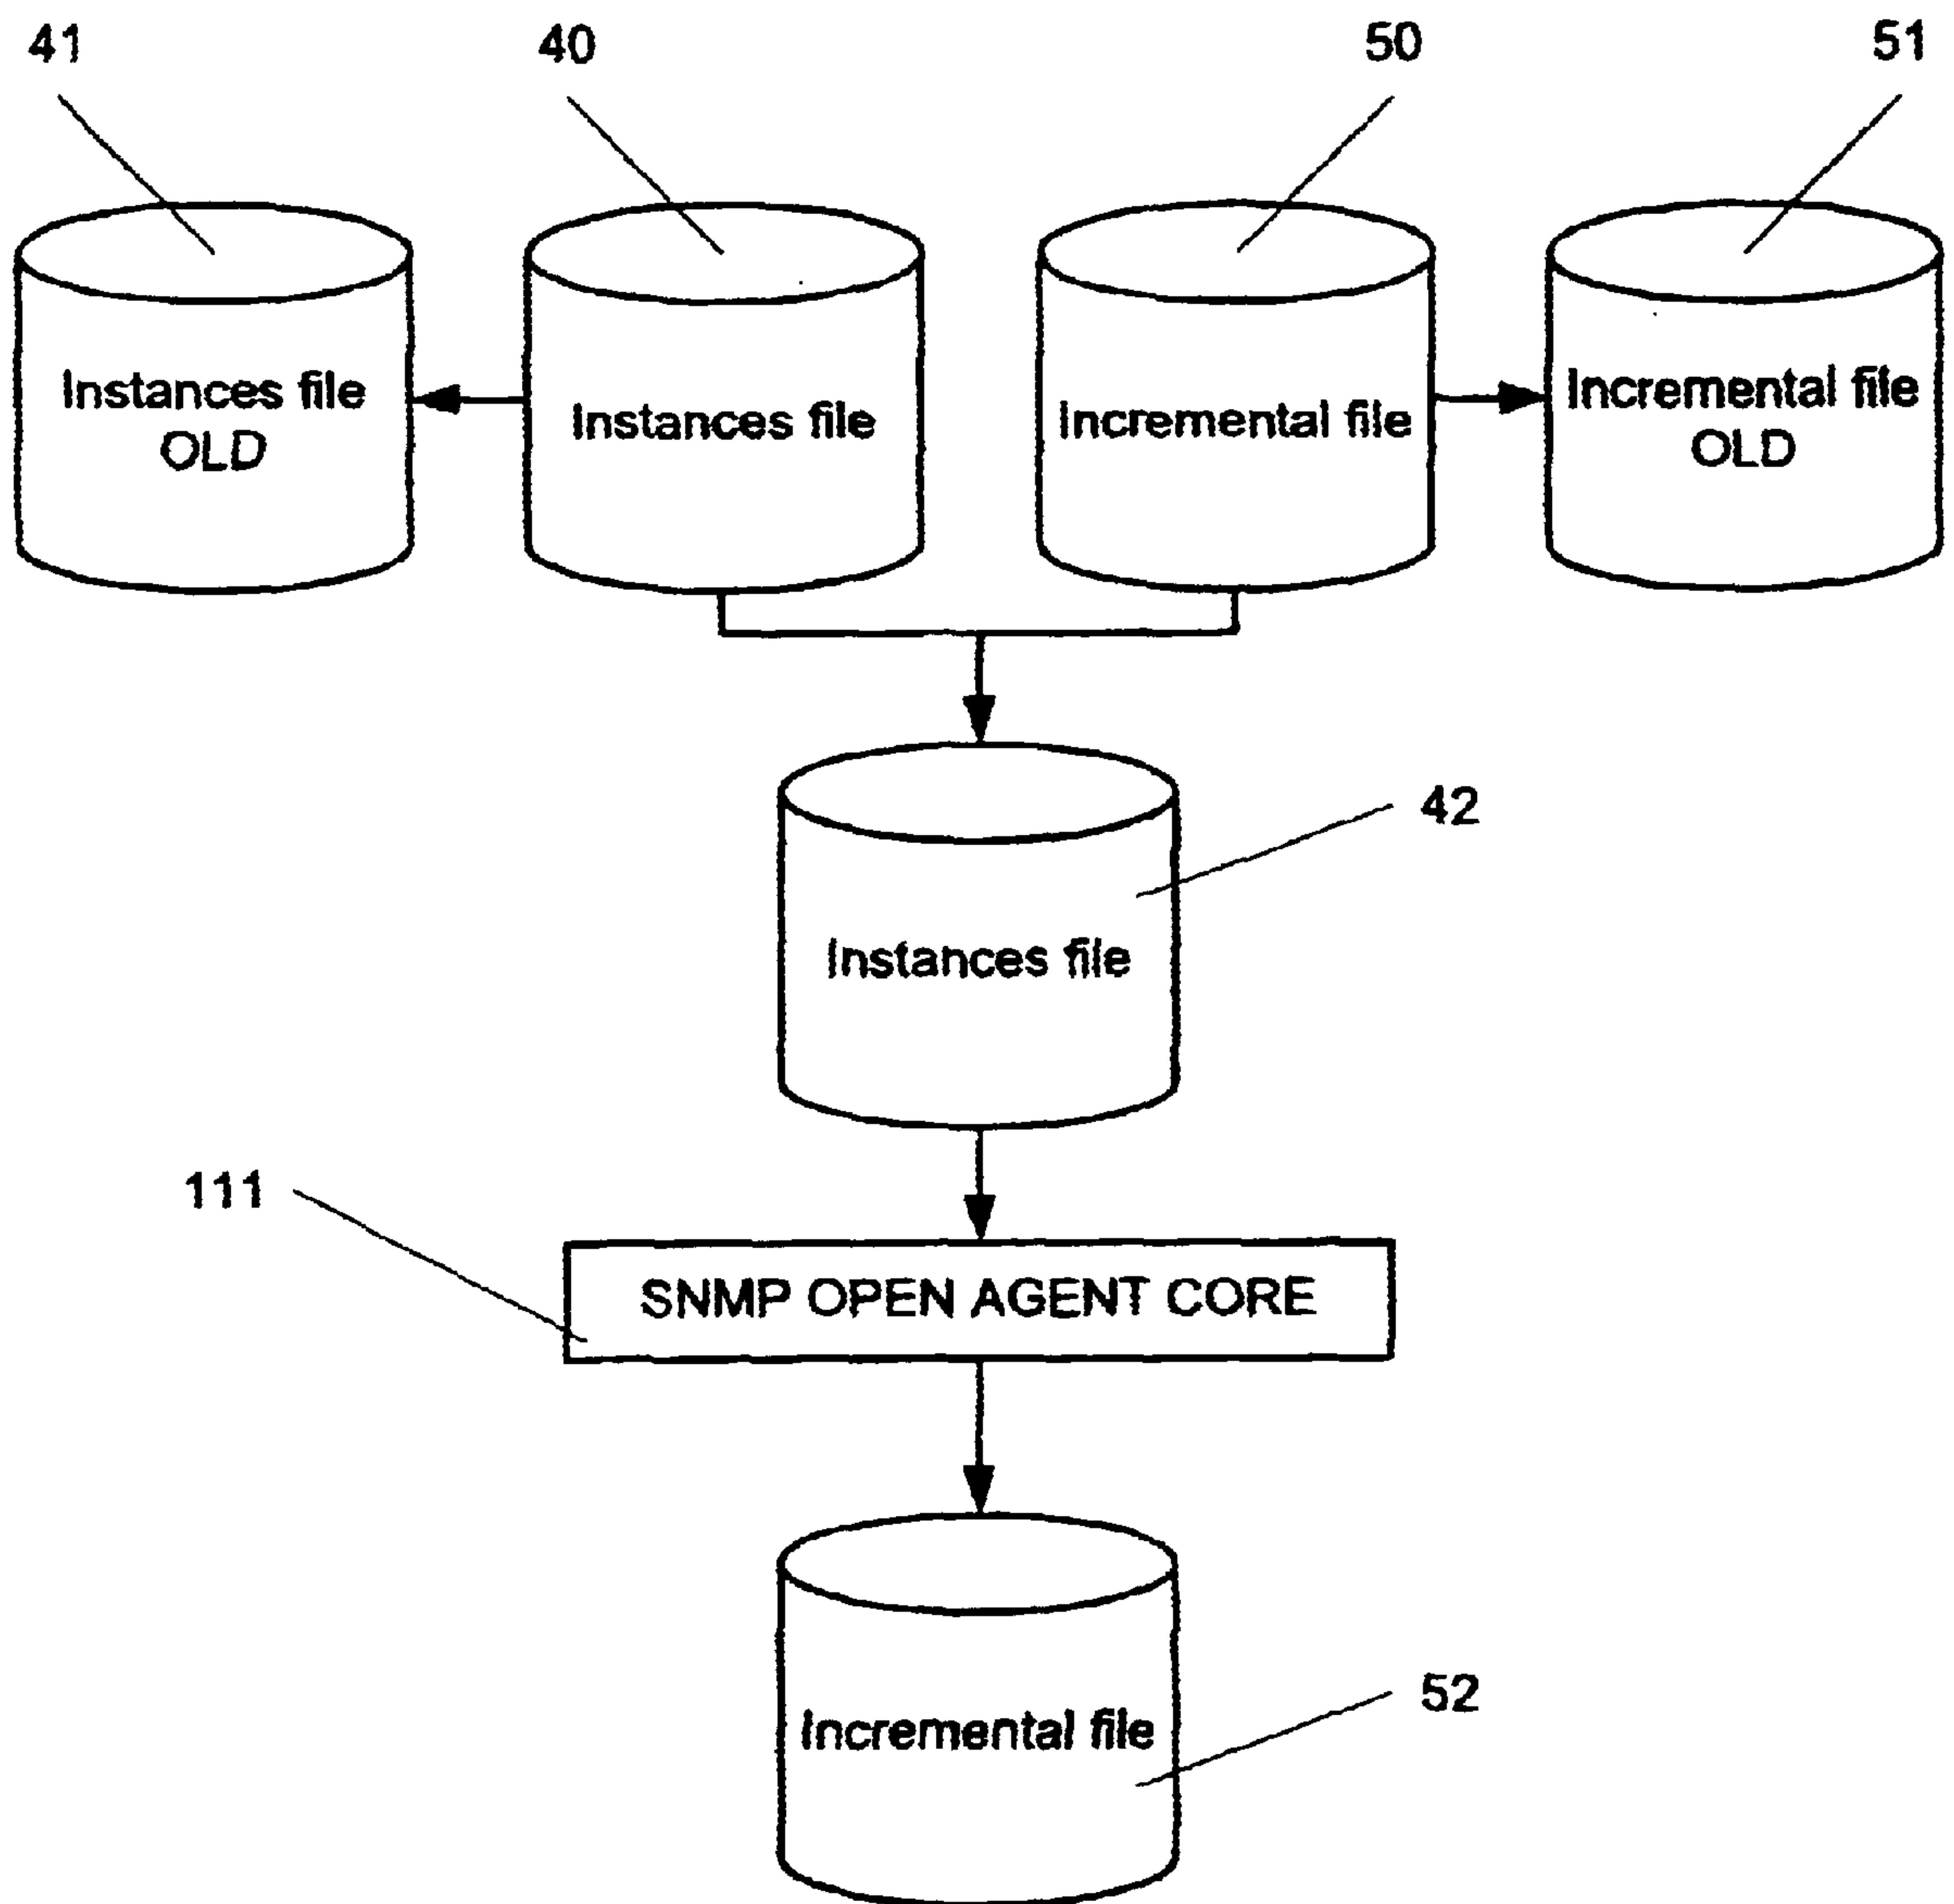 41
40
50
51
Instances file
OLD
Instances file
Incremental file
Incremental file
OLD
42
Instances file
111
SNMP OPEN AGENT CORE
52
Incremental file